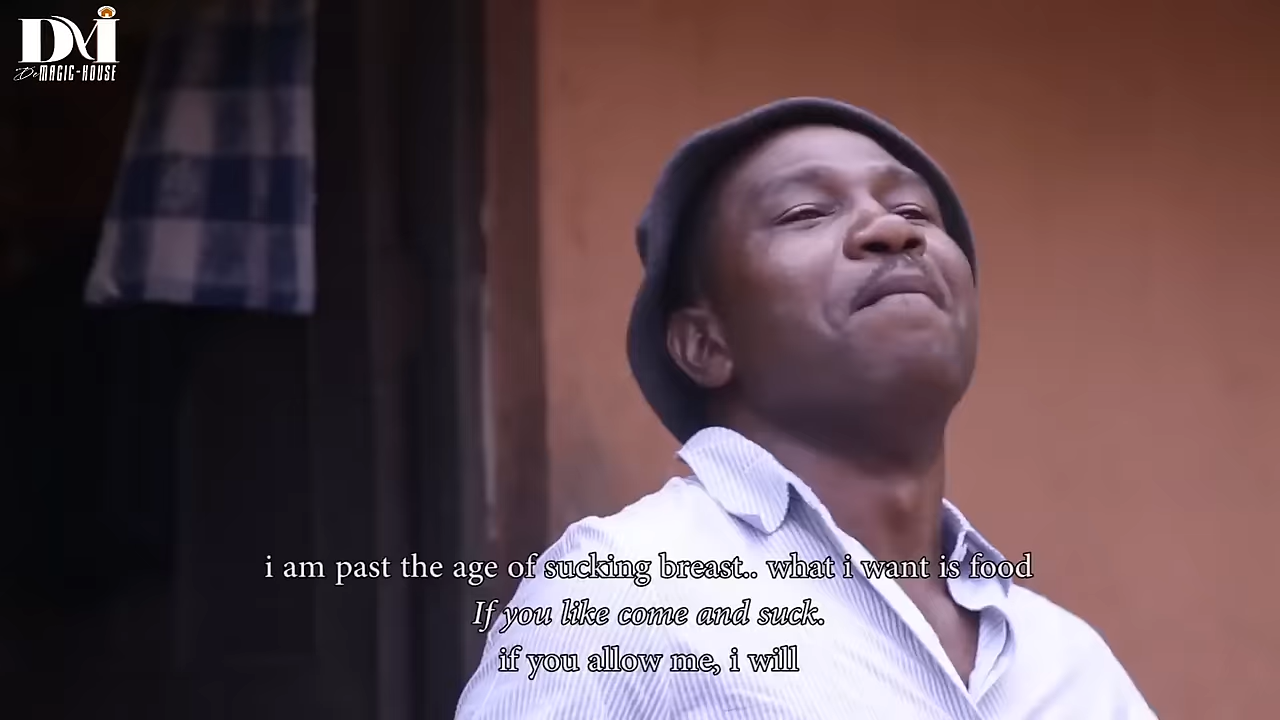 DM
De MAGIC-HOUSE
i am past the age of sucking breast.. what i want is food
If you like come and suck.
if you allow me, i will